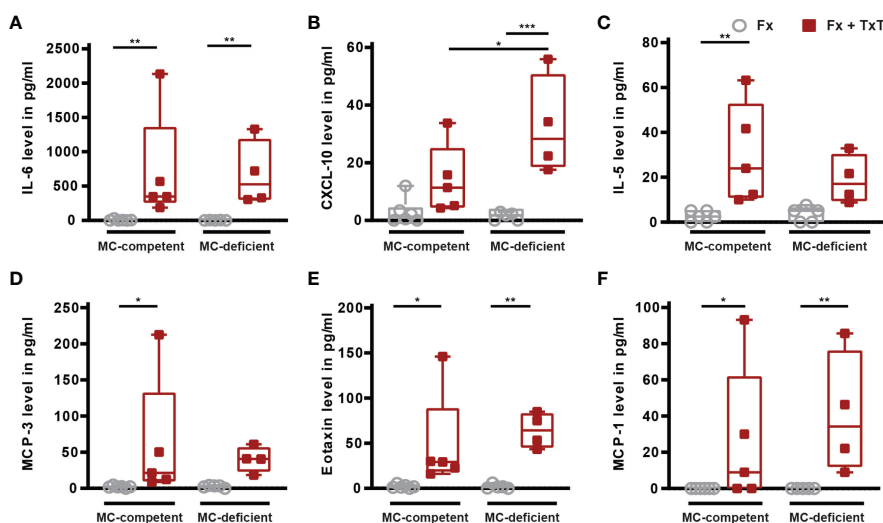 A
IL-6 level in pg/ml
2500
2000
1500
1000
500
0
**
**
MC-competent MC-deficient
B
CXCL-10 level in pg/ml
60
40
20
0
***
*
MC-competent MC-deficient
C
Fx Fx + TxT
IL-5 level in pg/ml
80
60
40
20
0
**
MC-competent MC-deficient
D
MCP-3 level in pg/ml
250
200
150
100
50
0
*
MC-competent MC-deficient
E
Eotaxin level in pg/ml
200
150
100
50
0
*
**
MC-competent MC-deficient
F
MCP-1 level in pg/ml
100
80
60
40
20
0
*
**
MC-competent MC-deficient